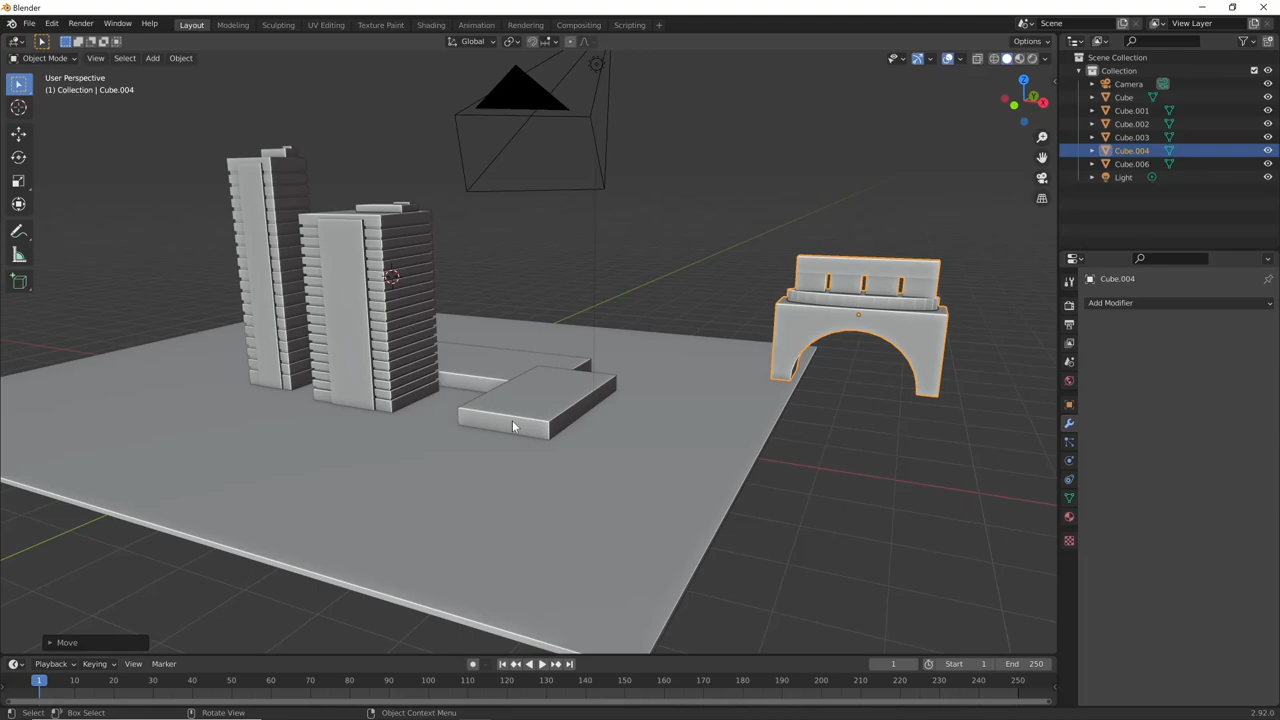 Blender
File Edit Render Window Help Layout Modeling Sculpting UV Editing Texture Paint Shading Animation Rendering Compositing Scripting + Scene View Layer
Global Options
Object Mode View Select Add Object
User Perspective
(1) Collection | Cube.004
Z
Y
X
Scene Collection
Collection
Camera
Cube
Cube.001
Cube.002
Cube.003
Cube.004
Cube.006
Light
Cube.004
Add Modifier
Move
Playback Keying View Marker 1 Start 1 End 250
1 10 20 30 40 50 60 70 80 90 100 110 120 130 140 150 160 170 180 190 200 210 220 230 240 250
Select Box Select Rotate View Object Context Menu 2.92.0